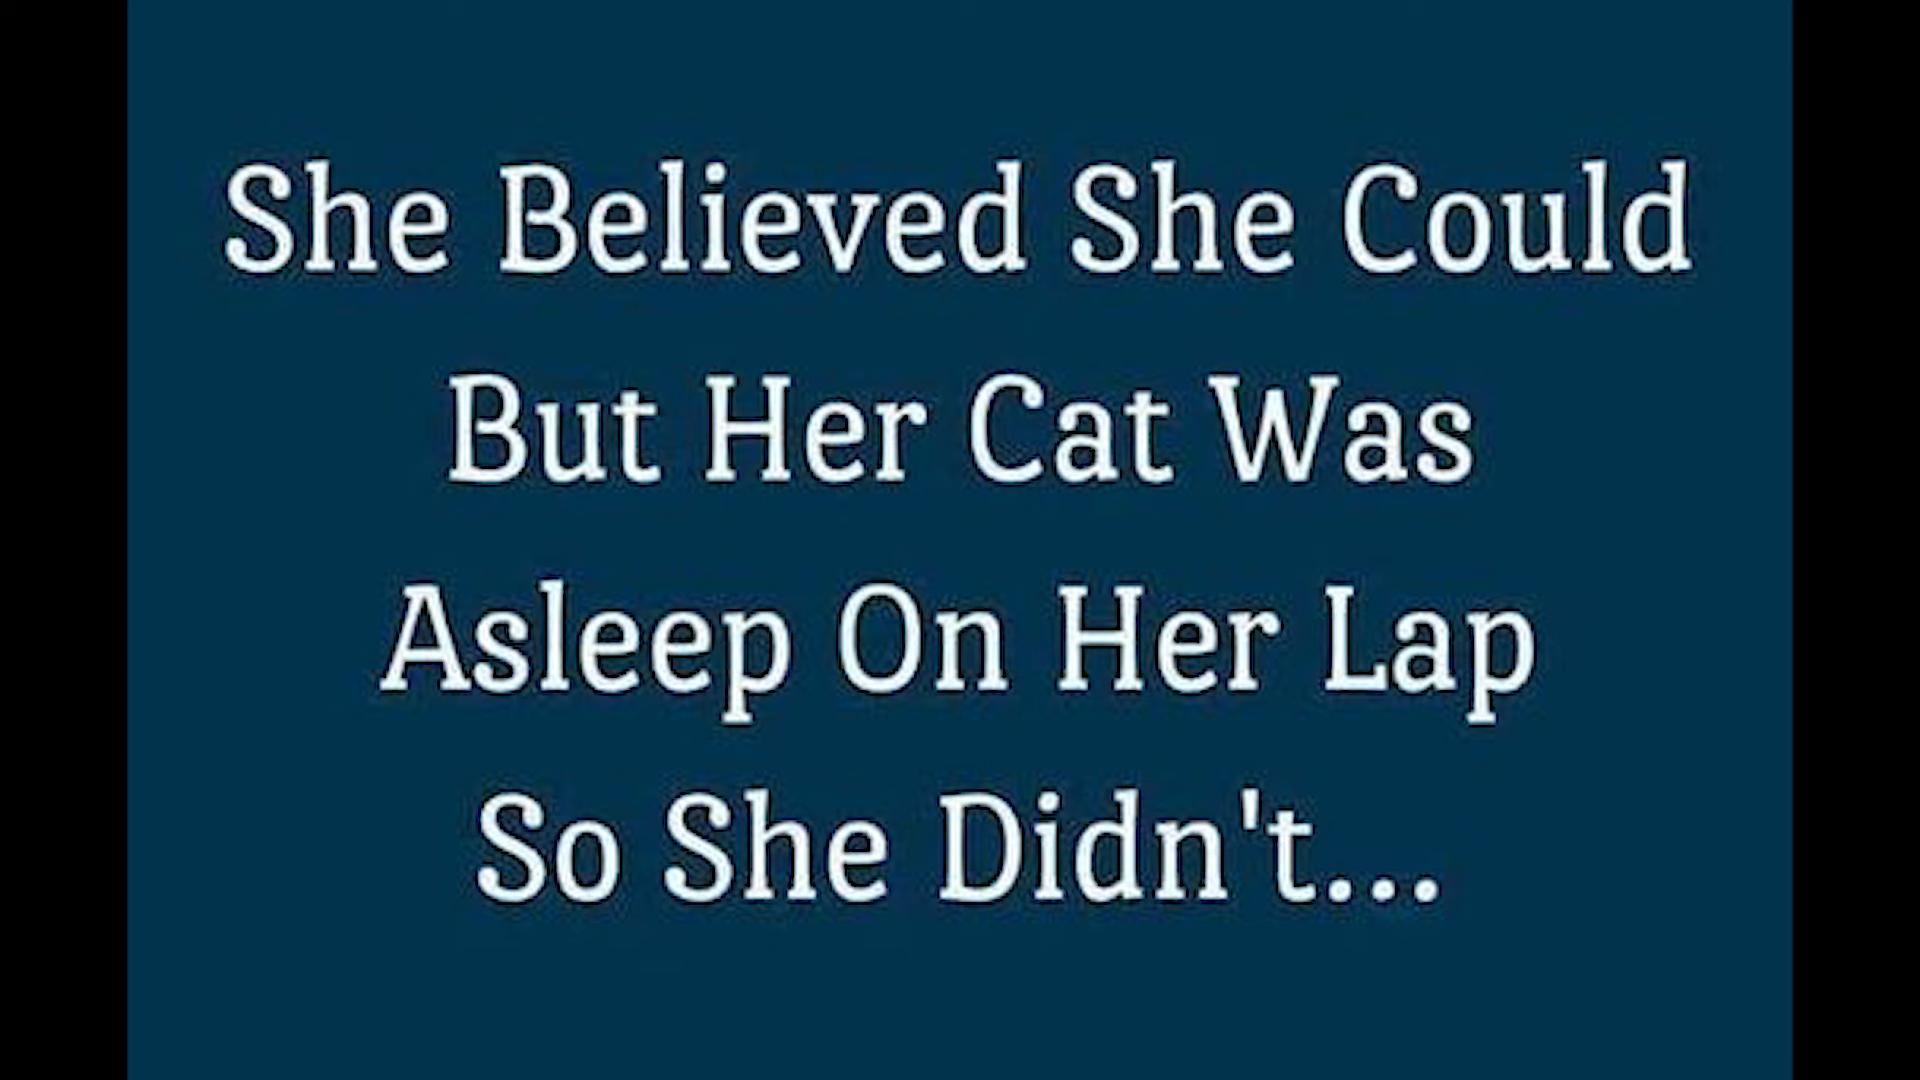 She Believed She Could
But Her Cat Was
Asleep On Her Lap
So She Didn't...